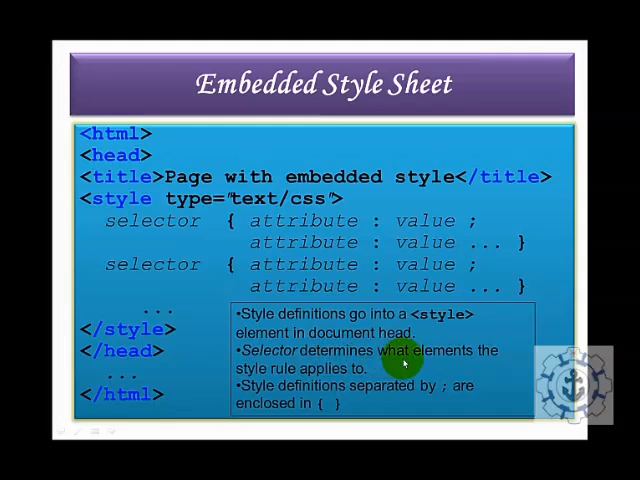 Embedded Style Sheet
<html>
<head>
<title>Page with embedded style</title>
<style type="text/css">
selector { attribute : value ;
attribute : value ... }
selector { attribute : value ;
attribute : value ... }
...
</style>
</head>
...
</html>
•Style definitions go into a <style>
element in document head.
•Selector determines what elements the
style rule applies to.
•Style definitions separated by ; are
enclosed in { }